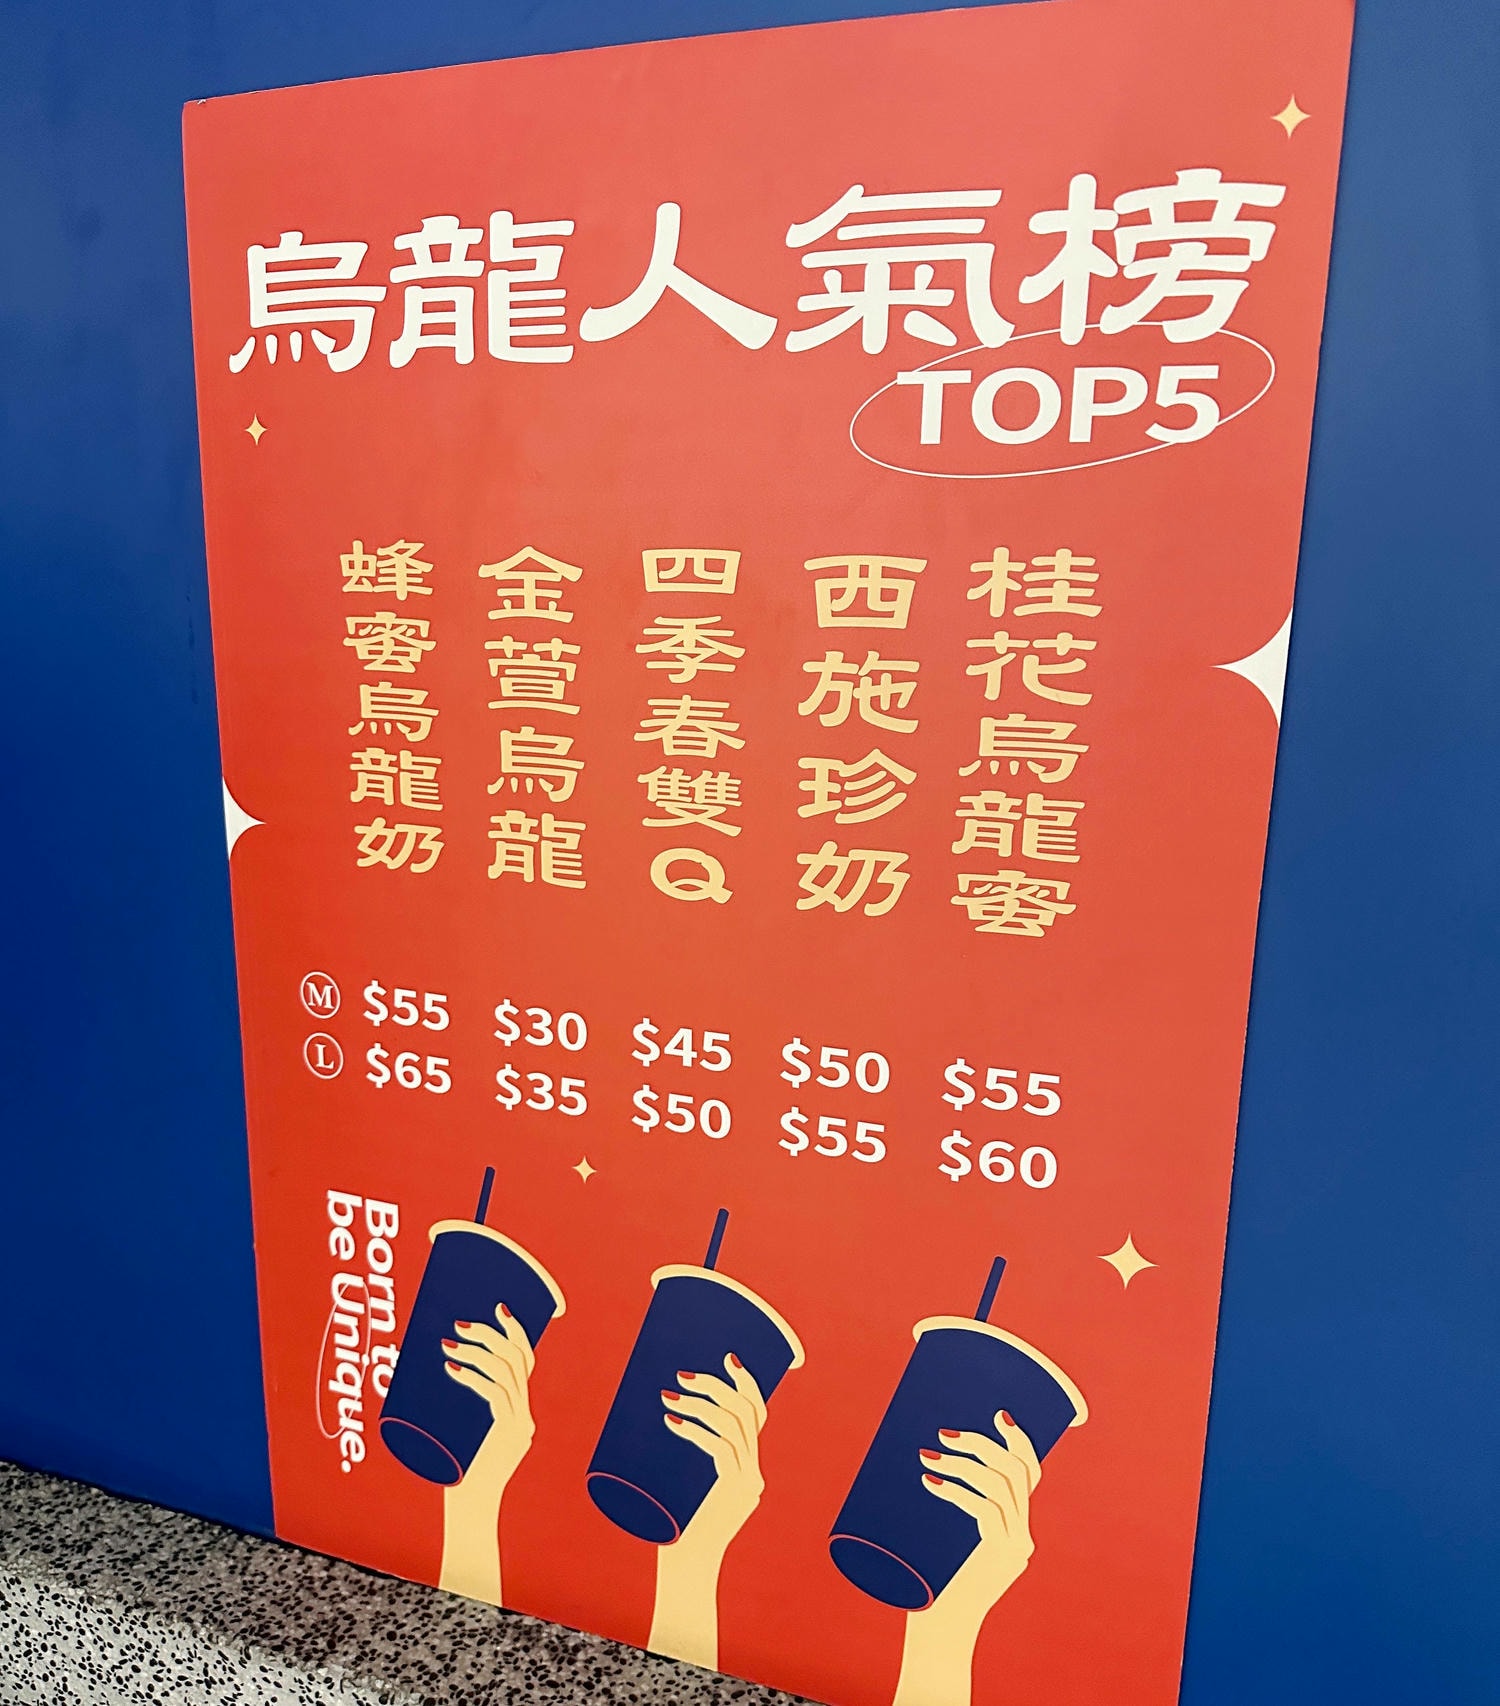 烏龍人氣榜
TOP5
桂花烏龍蜜
西施珍奶
四季春雙Q
金萱烏龍
蜂蜜烏龍奶
M $55 $30 $45 $50 $55
L $65 $35 $50 $55 $60
Born to
be Unique.